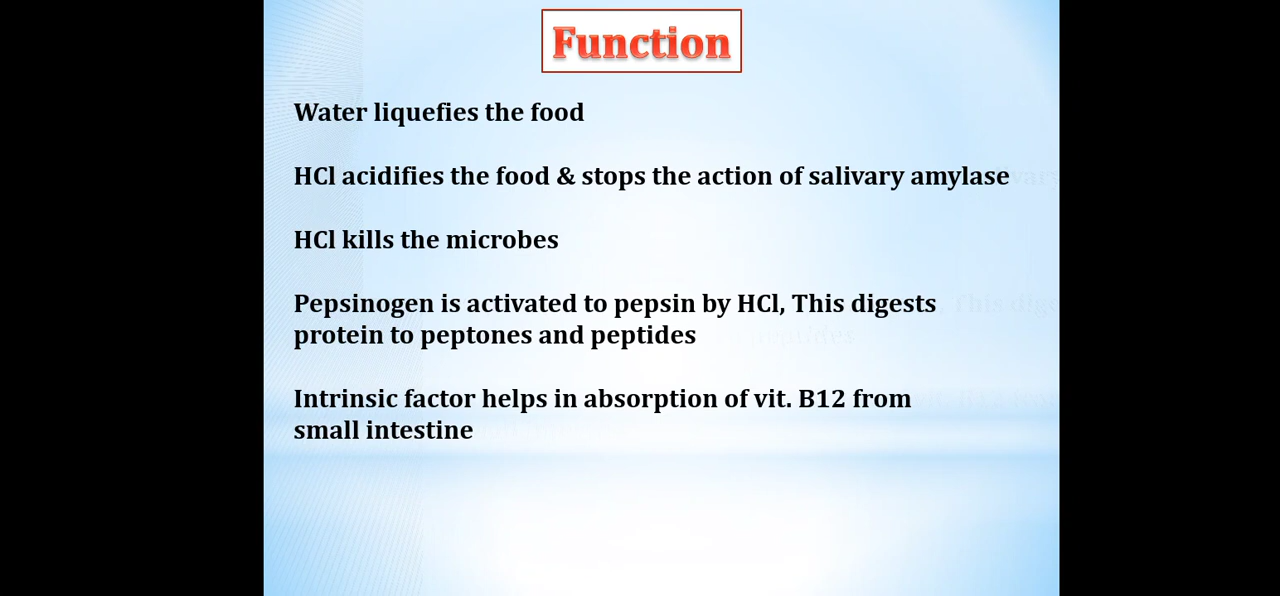 Function
Water liquefies the food
HCl acidifies the food & stops the action of salivary amylase
HCl kills the microbes
Pepsinogen is activated to pepsin by HCl, This digests
protein to peptones and peptides
Intrinsic factor helps in absorption of vit. B12 from
small intestine